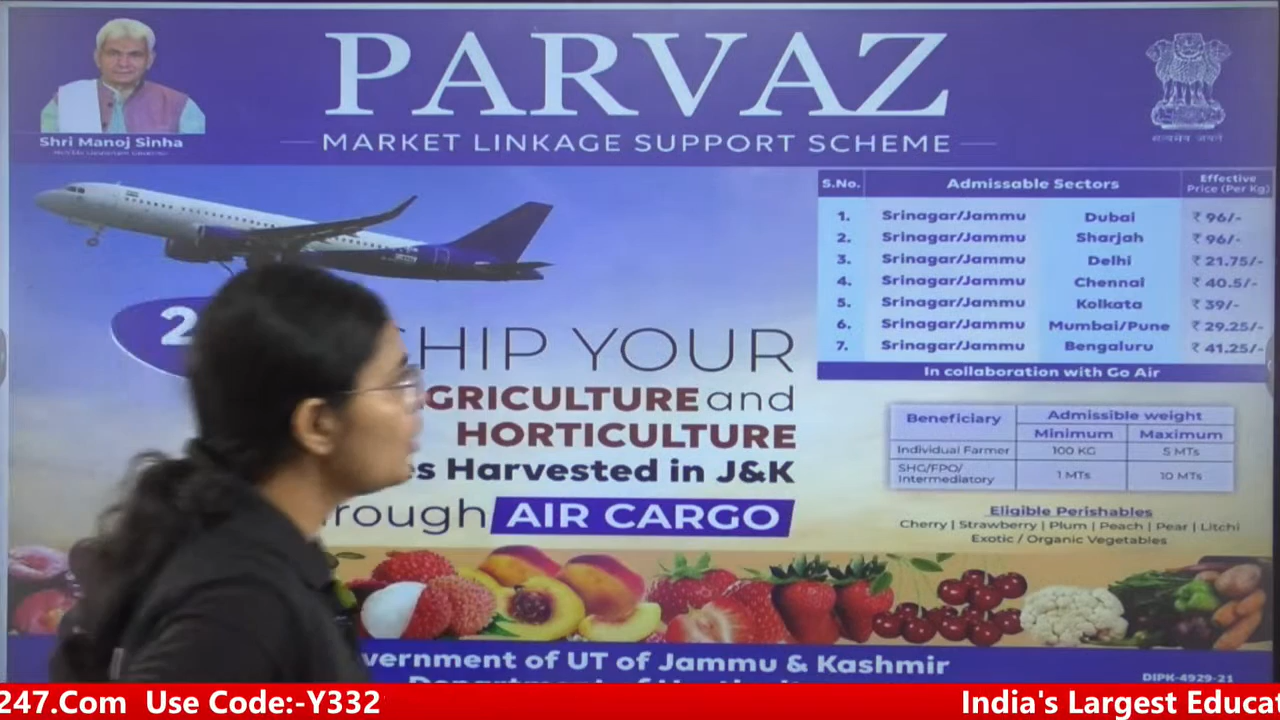 PARVAZ
MARKET LINKAGE SUPPORT SCHEME
Shri Manoj Sinha
सत्यमेव जयते
S.No. Admissable Sectors Effective Price (Per Kg)
1. Srinagar/Jammu Dubai ₹ 96/-
2. Srinagar/Jammu Sharjah ₹ 96/-
3. Srinagar/Jammu Delhi ₹ 21.75/-
4. Srinagar/Jammu Chennai ₹ 40.5/-
5. Srinagar/Jammu Kolkata ₹ 39/-
6. Srinagar/Jammu Mumbai/Pune ₹ 29.25/-
7. Srinagar/Jammu Bengaluru ₹ 41.25/-
In collaboration with Go Air
2
HIP YOUR
GRICULTURE and
HORTICULTURE
es Harvested in J&K
rough AIR CARGO
Beneficiary Admissible weight
Minimum Maximum
Individual Farmer 100 KG 5 MTs
SHG/FPO/
Intermediatory 1 MTs 10 MTs
Eligible Perishables
Cherry | Strawberry | Plum | Peach | Pear | Litchi
Exotic / Organic Vegetables
vernment of UT of Jammu & Kashmir
DIPK-4929-21
247.Com Use Code:-Y332
India's Largest Educat